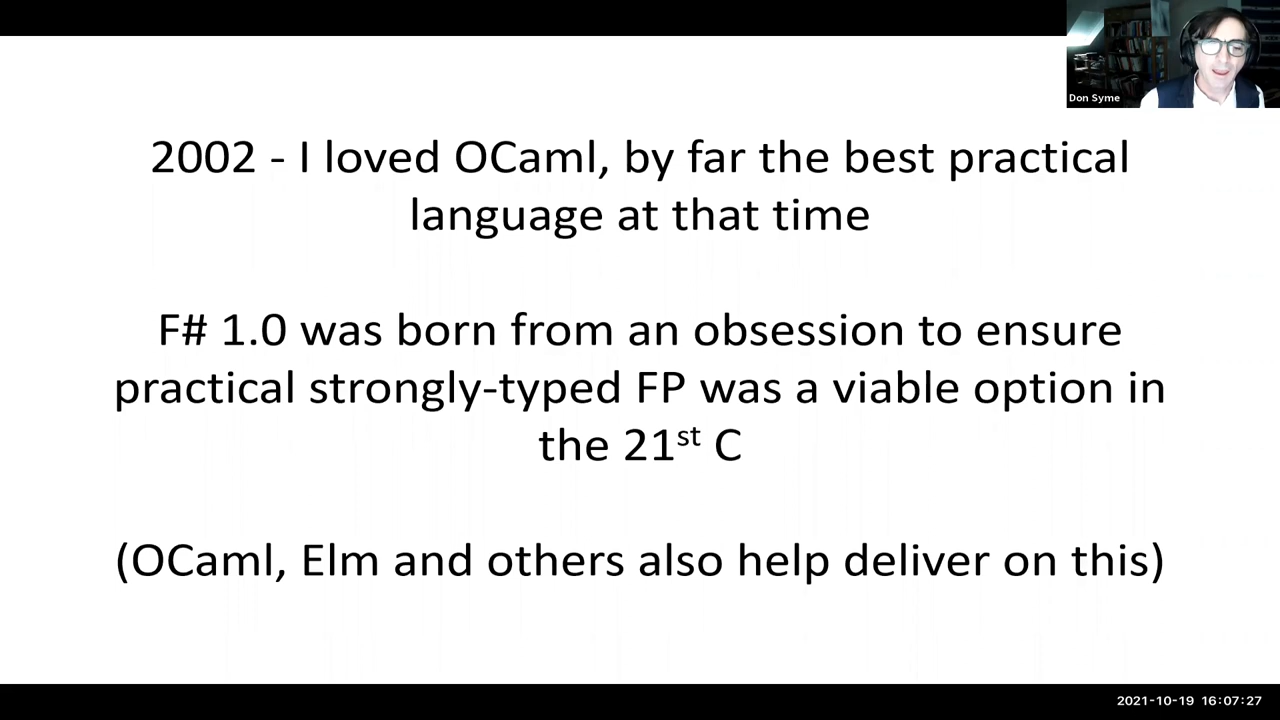 Don Syme
2002 - I loved OCaml, by far the best practical
language at that time
F# 1.0 was born from an obsession to ensure
practical strongly-typed FP was a viable option in
the 21st C
(OCaml, Elm and others also help deliver on this)
2021-10-19 16:07:27